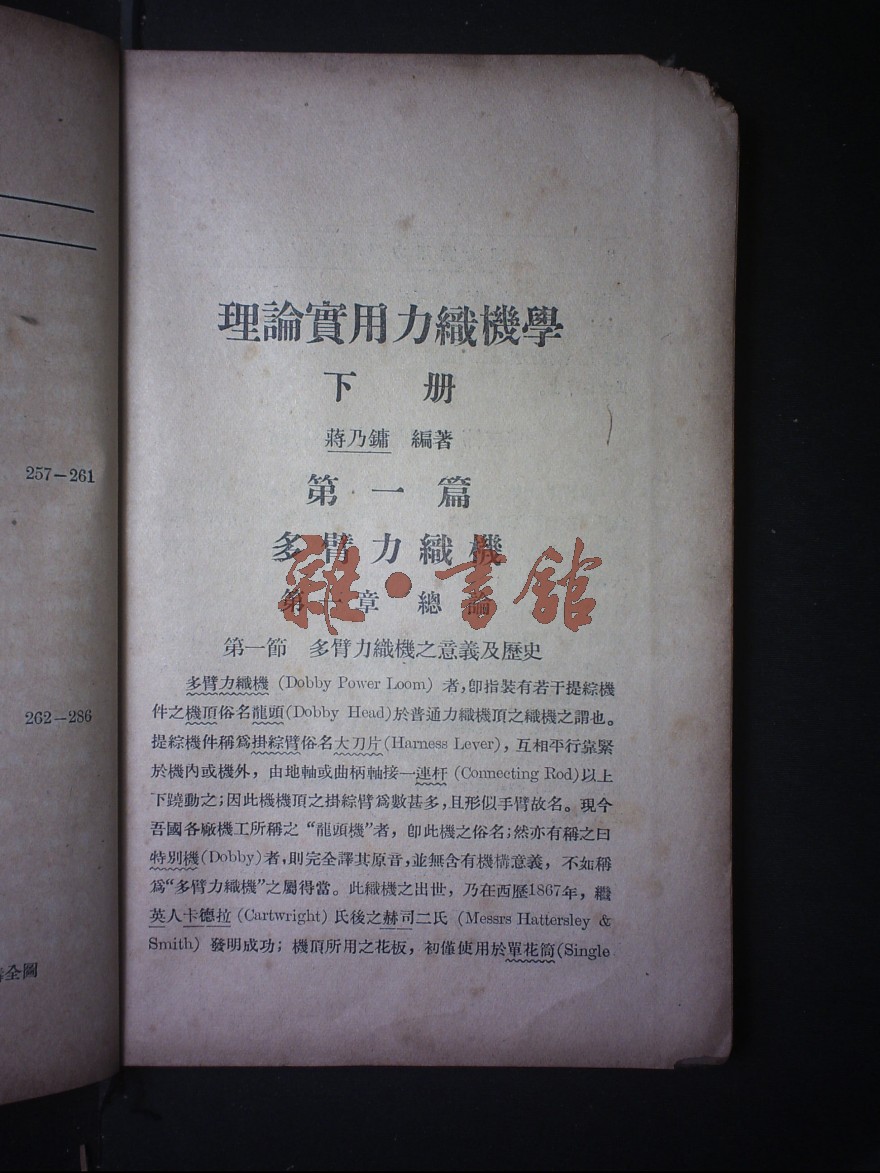 257-261
262-286
全圖
理論實用力織機學
下 册
蔣乃鏞 編著
第一篇
多臂力織機
雜·書館
第一章 總論
第一節 多臂力織機之意義及歷史
多臂力織機 (Dobby Power Loom) 者，卽指裝有若干提綜機
件之機頂俗名龍頭(Dobby Head)於普通力織機頂之織機之謂也。
提綜機件稱爲掛綜臂俗名大刀片(Harness Lever)，互相平行靠緊
於機內或機外，由地軸或曲柄軸接一連杆 (Connecting Rod)以上
下蹺動之；因此機機頂之掛綜臂爲數甚多，且形似手臂故名。現今
吾國各廠機工所稱之“龍頭機”者，卽此機之俗名；然亦有稱之曰
特別機(Dobby)者，則完全譯其原音，並無含有機構意義，不如稱
爲“多臂力織機”之屬得當。此織機之出世，乃在西歷1867年，繼
英人卡德拉 (Cartwright) 氏後之赫司二氏 (Messrs Hattersley &
Smith) 發明成功；機頂所用之花板，初僅使用於單花筒(Single